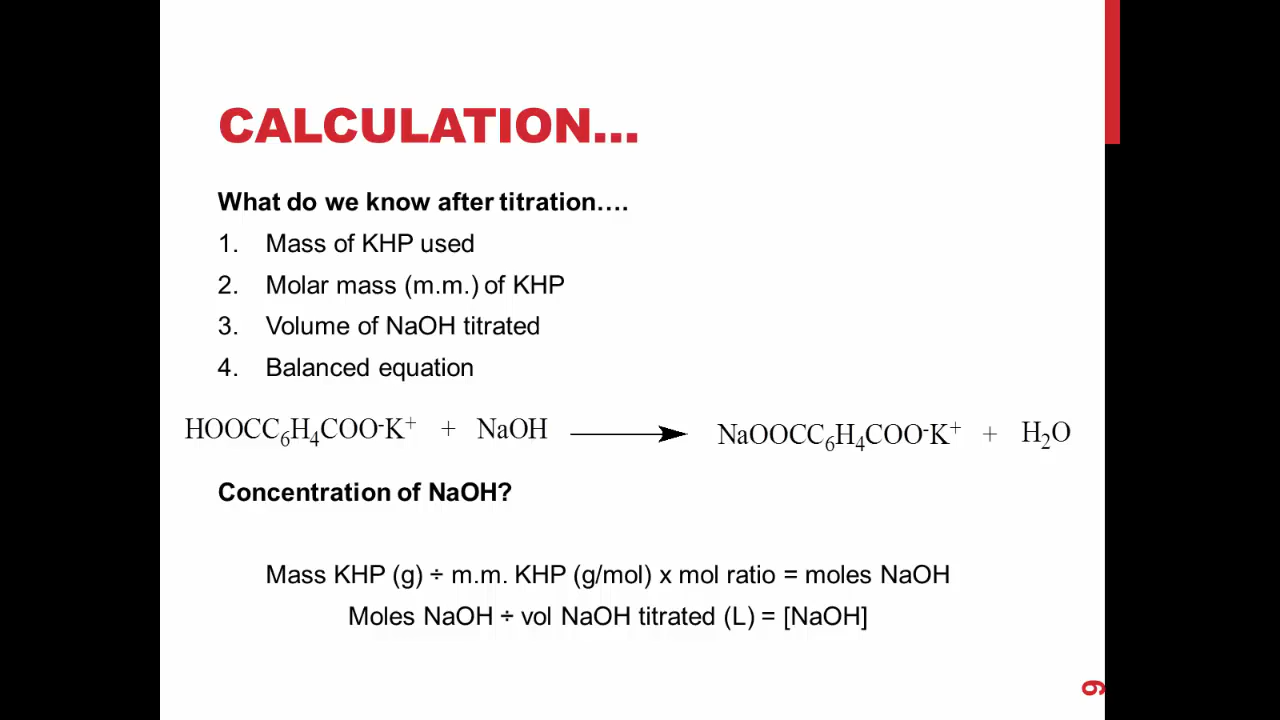 CALCULATION...
What do we know after titration….
1. Mass of KHP used
2. Molar mass (m.m.) of KHP
3. Volume of NaOH titrated
4. Balanced equation
HOOCC₆H₄COO⁻K⁺ + NaOH ⟶ NaOOCC₆H₄COO⁻K⁺ + H₂O
Concentration of NaOH?
Mass KHP (g) ÷ m.m. KHP (g/mol) x mol ratio = moles NaOH
Moles NaOH ÷ vol NaOH titrated (L) = [NaOH]
9